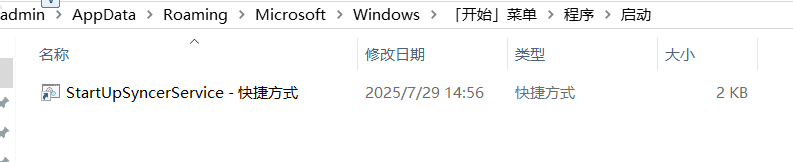 admin > AppData > Roaming > Microsoft > Windows > 「开始」菜单 > 程序 > 启动
名称 修改日期 类型 大小
StartUpSyncerService - 快捷方式 2025/7/29 14:56 快捷方式 2 KB